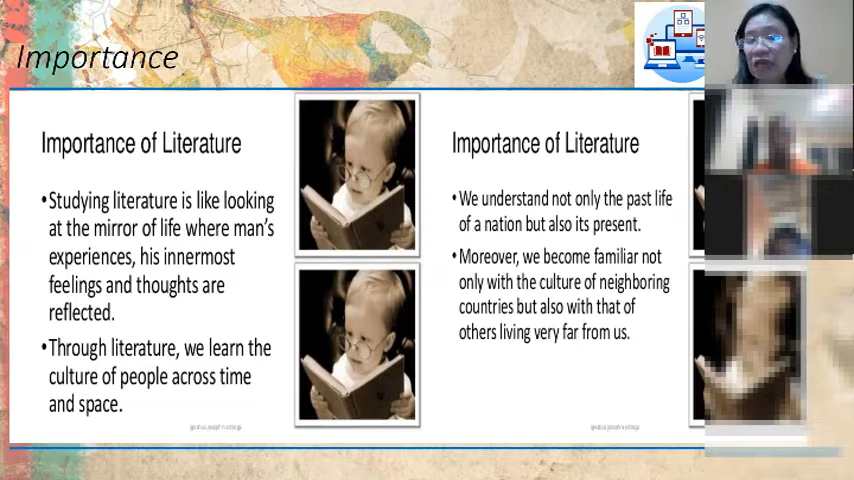 Importance
Importance of Literature
•Studying literature is like looking
at the mirror of life where man's
experiences, his innermost
feelings and thoughts are
reflected.
•Through literature, we learn the
culture of people across time
and space.
Importance of Literature
•We understand not only the past life
of a nation but also its present.
•Moreover, we become familiar not
only with the culture of neighboring
countries but also with that of
others living very far from us.